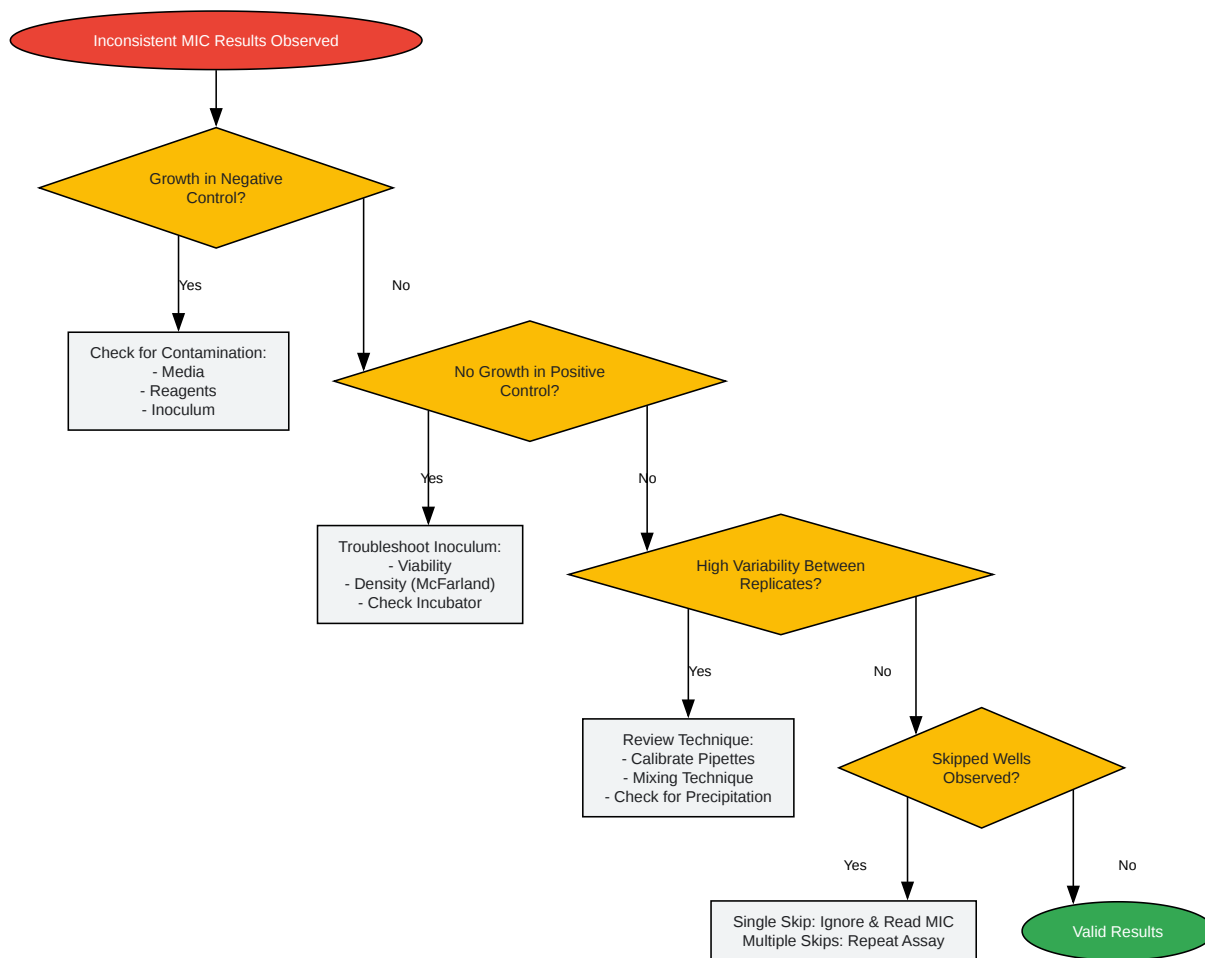 Inconsistent MIC Results Observed
Growth in Negative
Control?
Yes
No
Check for Contamination:
- Media
- Reagents
- Inoculum
No Growth in Positive
Control?
Yes
No
Troubleshoot Inoculum:
- Viability
- Density (McFarland)
- Check Incubator
High Variability Between
Replicates?
Yes
No
Review Technique:
- Calibrate Pipettes
- Mixing Technique
- Check for Precipitation
Skipped Wells
Observed?
Yes
No
Single Skip: Ignore & Read MIC
Multiple Skips: Repeat Assay
Valid Results